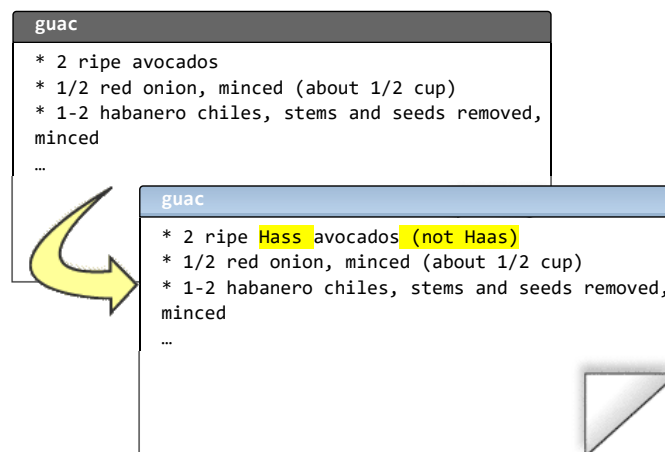 guac
* 2 ripe avocados
* 1/2 red onion, minced (about 1/2 cup)
* 1-2 habanero chiles, stems and seeds removed,
minced
…
guac
* 2 ripe Hass avocados (not Haas)
* 1/2 red onion, minced (about 1/2 cup)
* 1-2 habanero chiles, stems and seeds removed,
minced
…